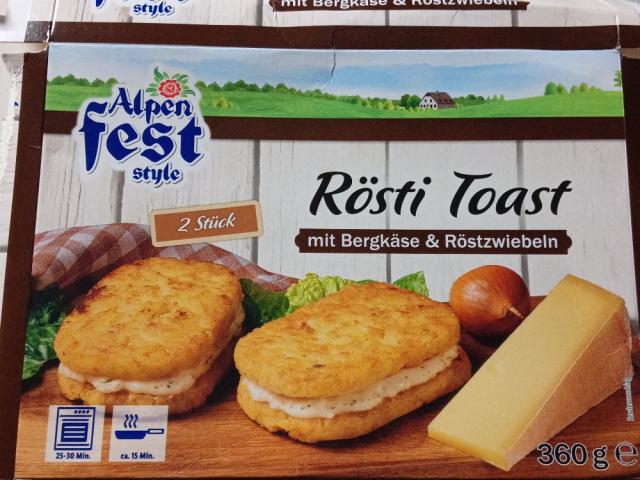 style
mit Bergkäse & Röstzwiebeln
Alpen
fest
style
Rösti Toast
2 Stück
mit Bergkäse & Röstzwiebeln
25-30 Min.
ca. 15 Min.
360 g e